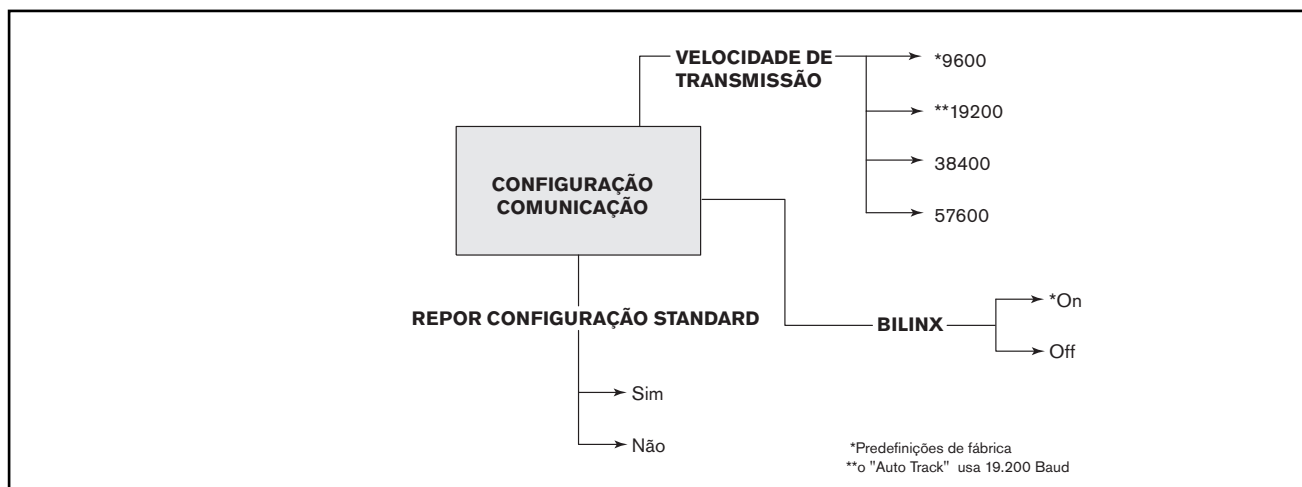 VELOCIDADE DE
TRANSMISSÃO
*9600
**19200
38400
57600
CONFIGURAÇÃO
COMUNICAÇÃO
REPOR CONFIGURAÇÃO STANDARD
Sim
Não
BILINX
*On
Off
*Predefinições de fábrica
**o "Auto Track" usa 19.200 Baud